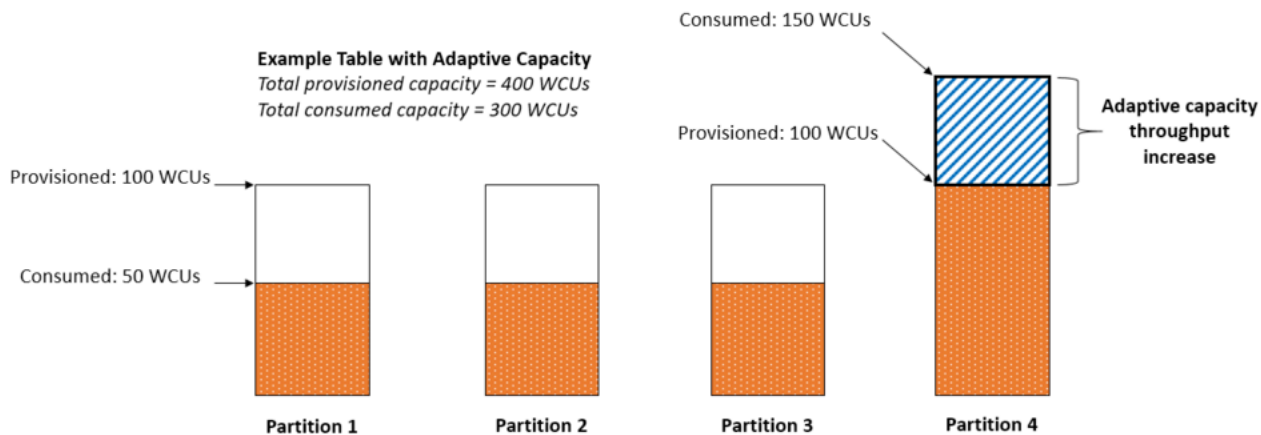 Consumed: 150 WCUs
Example Table with Adaptive Capacity
Total provisioned capacity = 400 WCUs
Total consumed capacity = 300 WCUs
Adaptive capacity
throughput
increase
Provisioned: 100 WCUs
Provisioned: 100 WCUs
Consumed: 50 WCUs
Partition 1
Partition 2
Partition 3
Partition 4